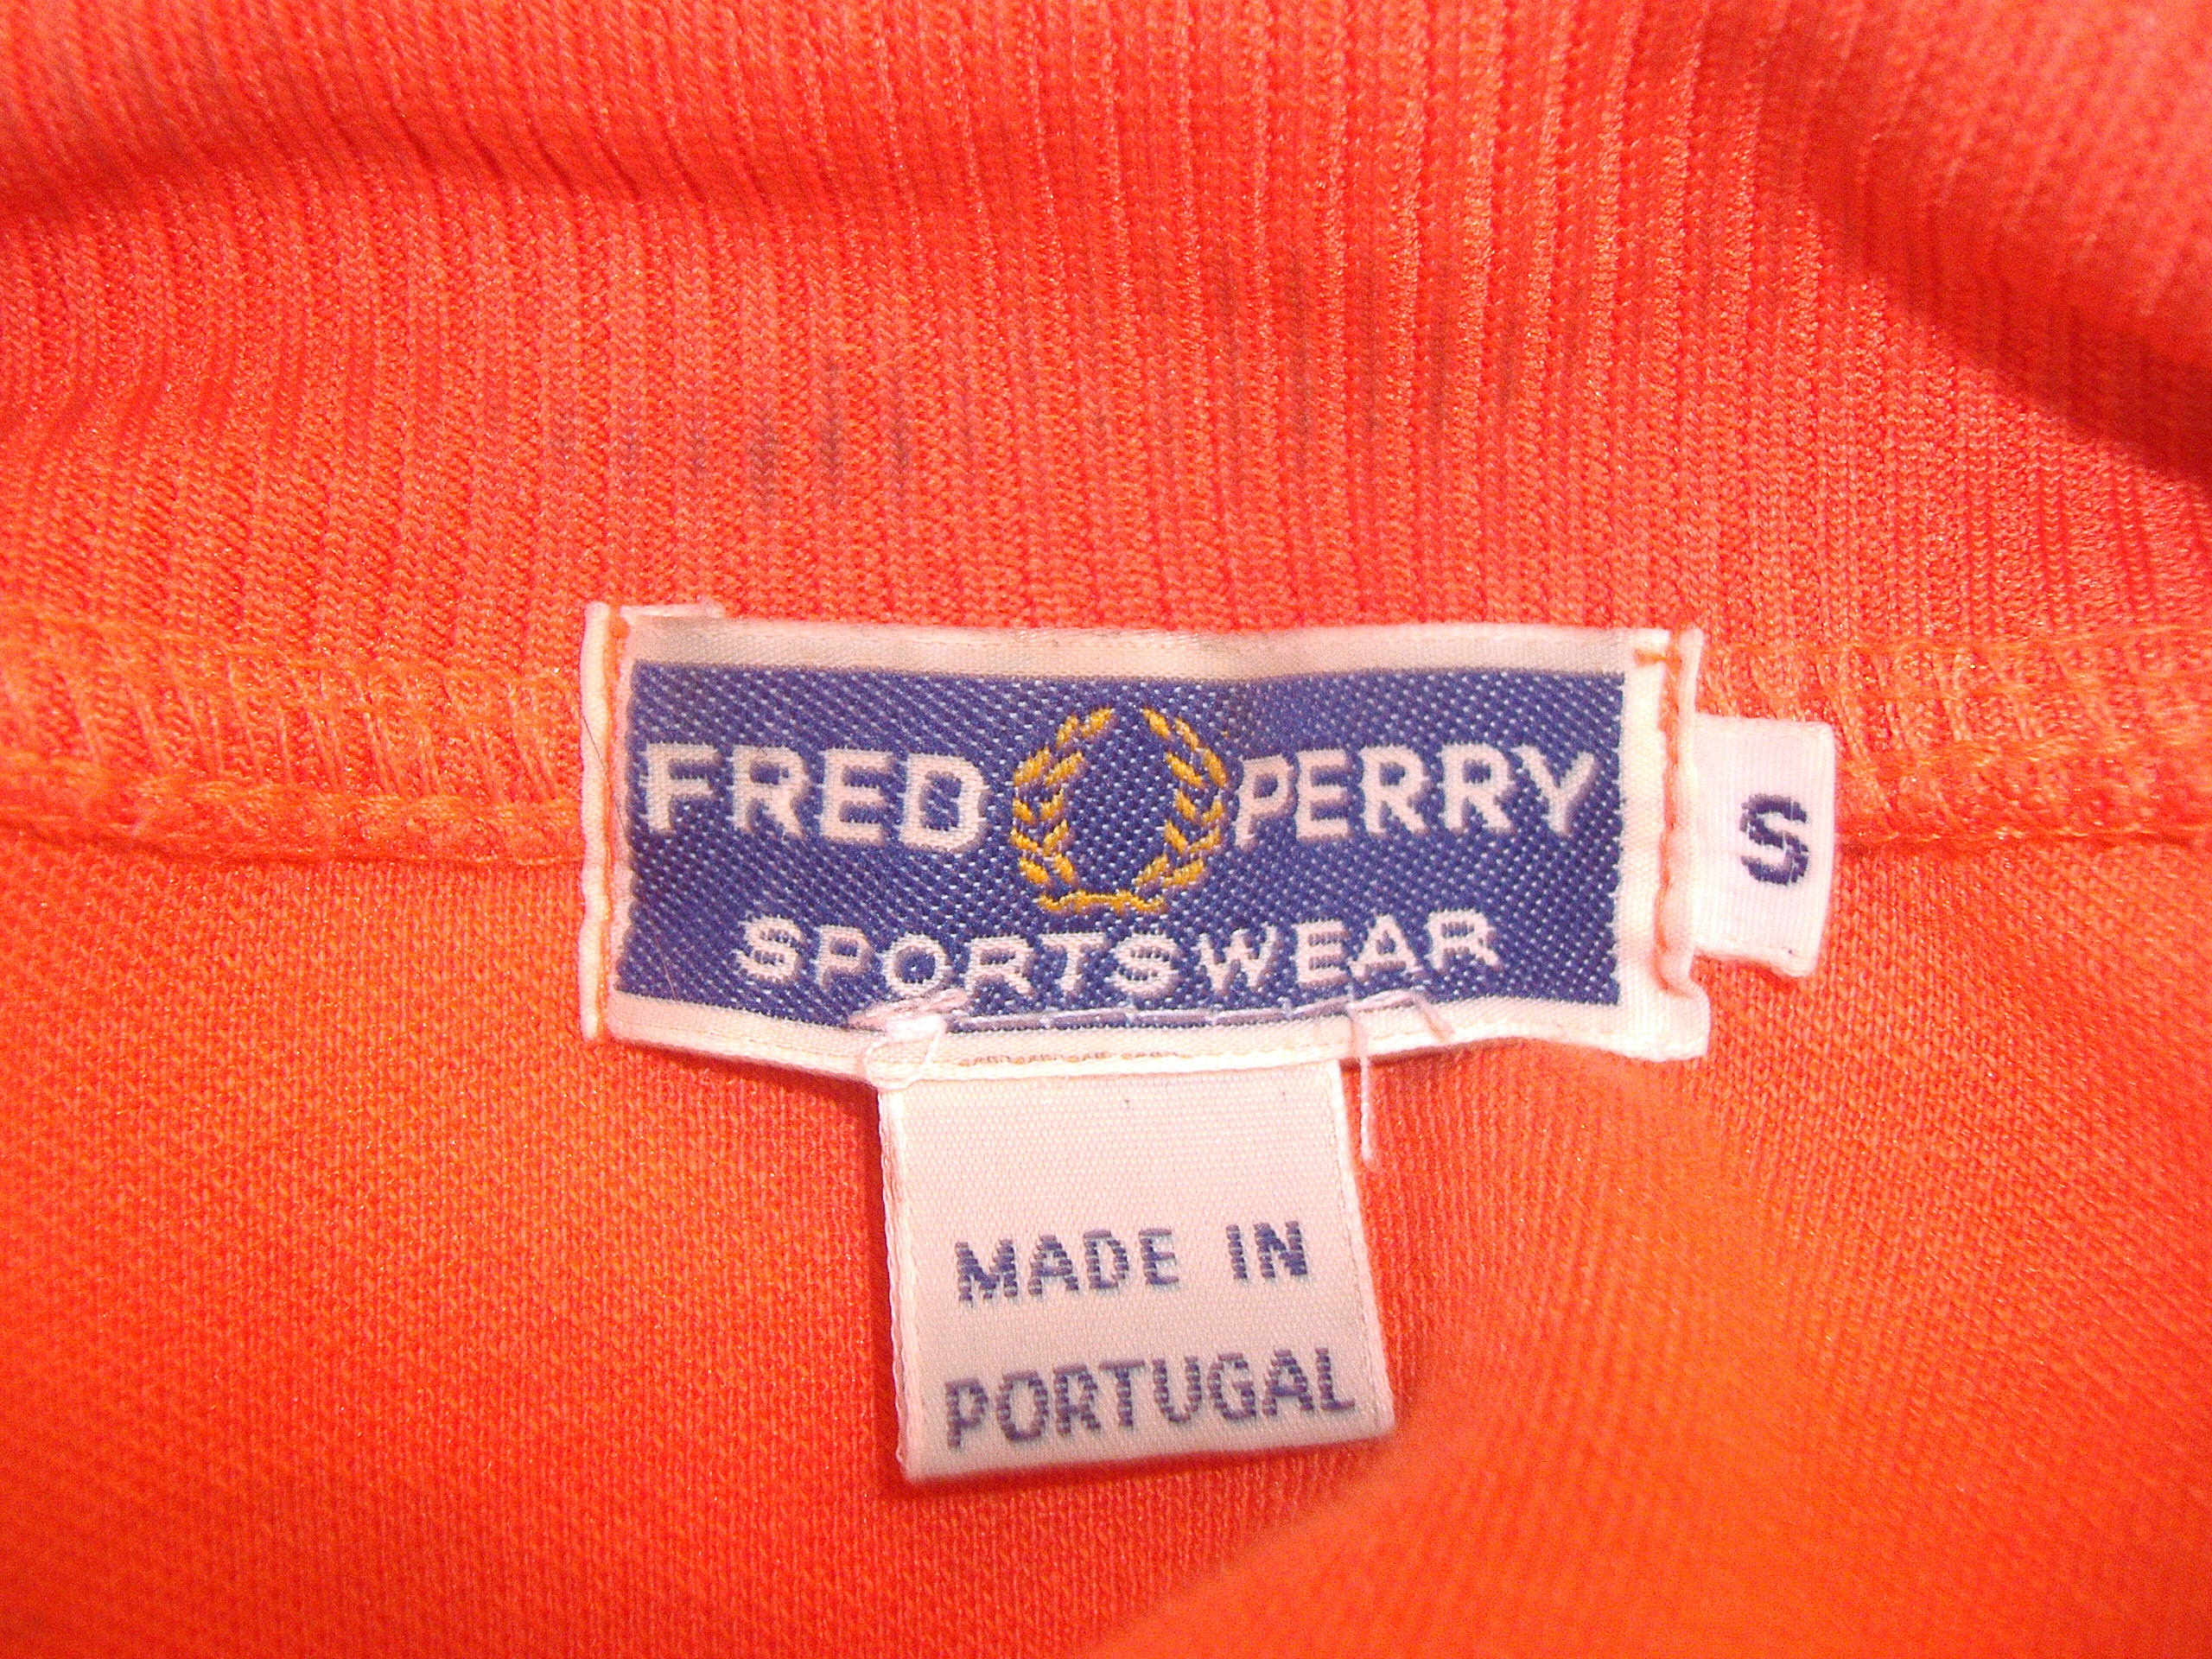 FRED PERRY
SPORTSWEAR
S
MADE IN
PORTUGAL